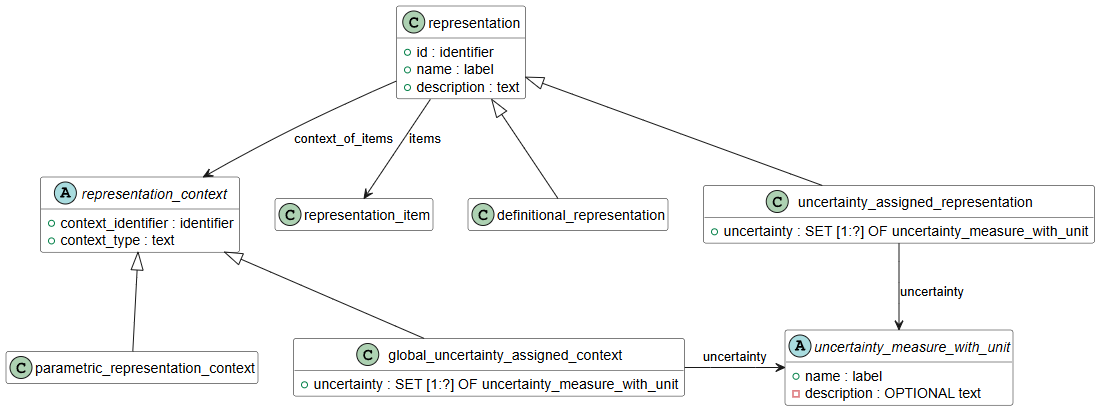 C representation
id : identifier
name : label
description : text
context_of_items
items
A representation_context
context_identifier : identifier
context_type : text
C representation_item
C definitional_representation
C uncertainty_assigned_representation
uncertainty : SET [1:?] OF uncertainty_measure_with_unit
uncertainty
C parametric_representation_context
C global_uncertainty_assigned_context
uncertainty : SET [1:?] OF uncertainty_measure_with_unit
uncertainty
A uncertainty_measure_with_unit
name : label
description : OPTIONAL text